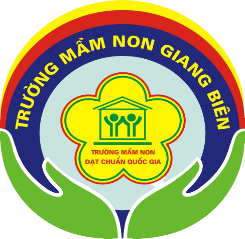 TRƯỜNG MẦM NON GIANG BIÊN
TRƯỜNG MẦM NON
ĐẠT CHUẨN QUỐC GIA